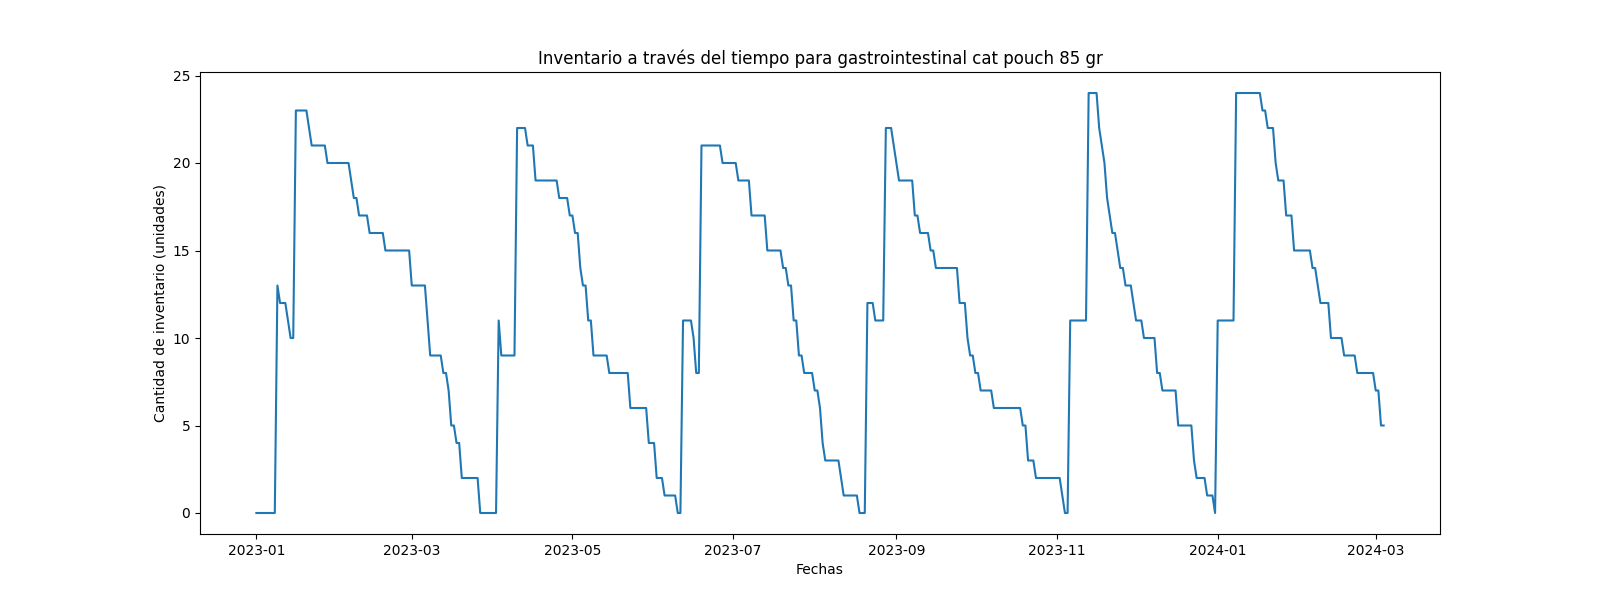 Inventario a través del tiempo para gastrointestinal cat pouch 85 gr
Cantidad de inventario (unidades)
25
20
15
10
5
0
2023-01 2023-03 2023-05 2023-07 2023-09 2023-11 2024-01 2024-03
Fechas